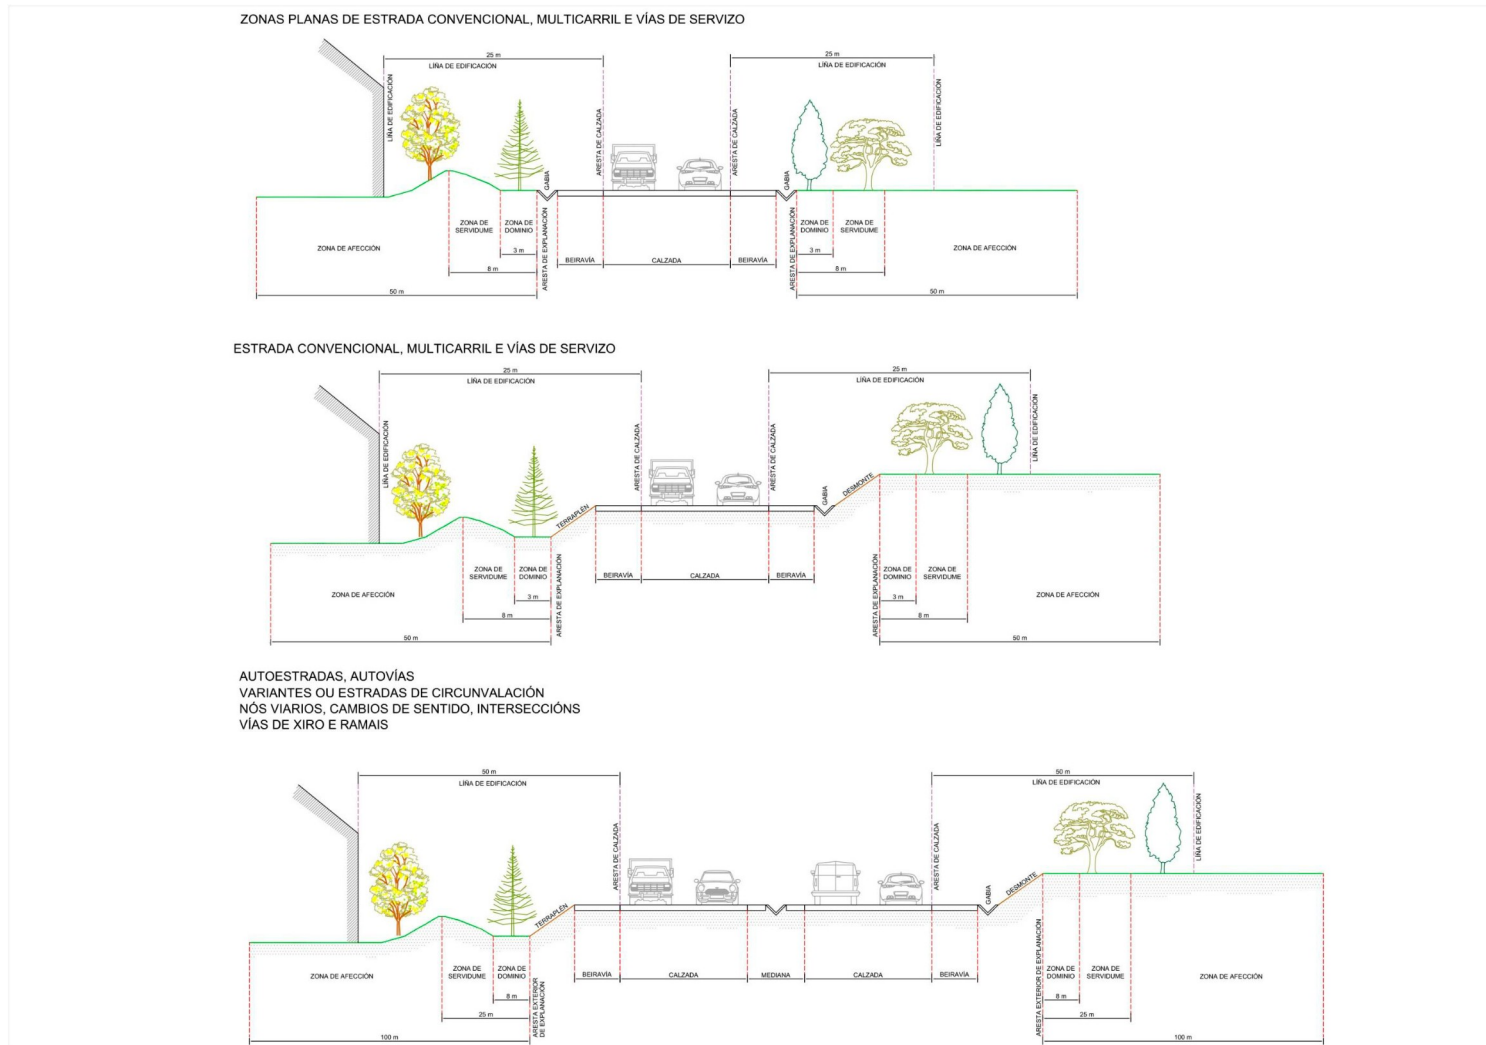 ZONAS PLANAS DE ESTRADA CONVENCIONAL, MULTICARRIL E VÍAS DE SERVIZO
25 m
LIÑA DE EDIFICACIÓN
25 m
LIÑA DE EDIFICACIÓN
LIÑA DE EDIFICACIÓN
ARESTA DE CALZADA
ARESTA DE CALZADA
LIÑA DE EDIFICACIÓN
GABIA
GABIA
ZONA DE AFECCIÓN
ZONA DE
SERVIDUME
ZONA DE
DOMINIO
ARESTA DE EXPLANACIÓN
BEIRAVÍA
CALZADA
BEIRAVÍA
ARESTA DE EXPLANACIÓN
ZONA DE
DOMINIO
ZONA DE
SERVIDUME
ZONA DE AFECCIÓN
3 m
3 m
8 m
8 m
50 m
50 m
ESTRADA CONVENCIONAL, MULTICARRIL E VÍAS DE SERVIZO
25 m
LIÑA DE EDIFICACIÓN
25 m
LIÑA DE EDIFICACIÓN
LIÑA DE EDIFICACIÓN
ARESTA DE CALZADA
ARESTA DE CALZADA
LIÑA DE EDIFICACIÓN
TERRAPLÉN
GABIA
DESMONTE
ZONA DE AFECCIÓN
ZONA DE
SERVIDUME
ZONA DE
DOMINIO
ARESTA DE EXPLANACIÓN
BEIRAVÍA
CALZADA
BEIRAVÍA
ARESTA DE EXPLANACIÓN
ZONA DE
DOMINIO
ZONA DE
SERVIDUME
ZONA DE AFECCIÓN
3 m
3 m
8 m
8 m
50 m
50 m
AUTOESTRADAS, AUTOVÍAS
VARIANTES OU ESTRADAS DE CIRCUNVALACIÓN
NÓS VIARIOS, CAMBIOS DE SENTIDO, INTERSECCIÓNS
VÍAS DE XIRO E RAMAIS
50 m
LIÑA DE EDIFICACIÓN
50 m
LIÑA DE EDIFICACIÓN
ARESTA DE CALZADA
ARESTA DE CALZADA
LIÑA DE EDIFICACIÓN
TERRAPLÉN
GABIA
DESMONTE
ZONA DE AFECCIÓN
ZONA DE
SERVIDUME
ZONA DE
DOMINIO
ARESTA EXTERIOR
DE EXPLANACIÓN
BEIRAVÍA
CALZADA
MEDIANA
CALZADA
BEIRAVÍA
ARESTA EXTERIOR DE EXPLANACIÓN
ZONA DE
DOMINIO
ZONA DE
SERVIDUME
ZONA DE AFECCIÓN
8 m
8 m
25 m
25 m
100 m
100 m